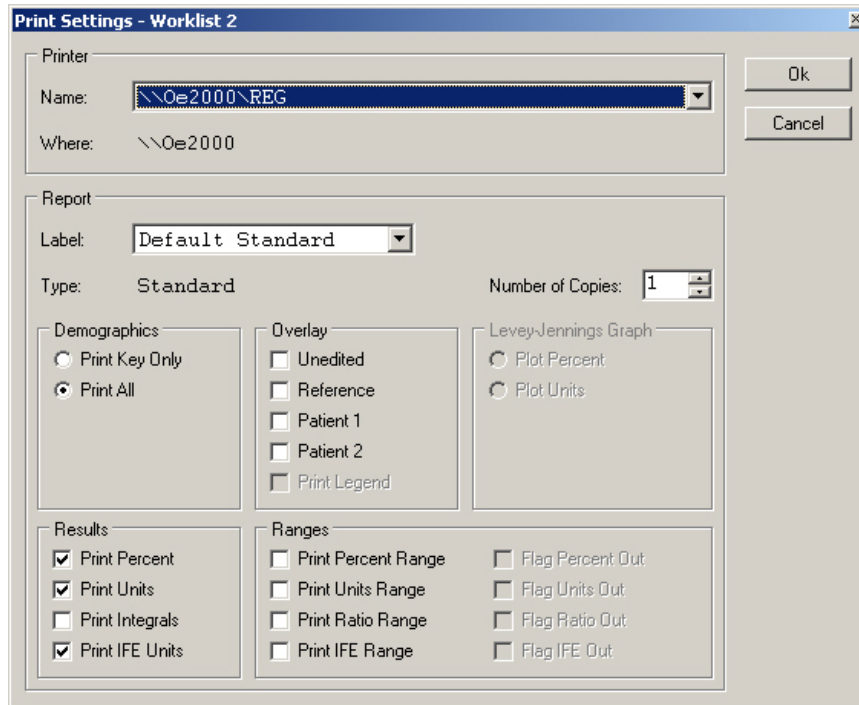 Print Settings - Worklist 2
Printer
Name: \\Oe2000\REG
Where: \\Oe2000
Ok
Cancel
Report
Label: Default Standard
Type: Standard
Number of Copies: 1
Demographics
Print Key Only
Print All
Overlay
Unedited
Reference
Patient 1
Patient 2
Print Legend
Levey-Jennings Graph
Plot Percent
Plot Units
Results
Print Percent
Print Units
Print Integrals
Print IFE Units
Ranges
Print Percent Range
Print Units Range
Print Ratio Range
Print IFE Range
Flag Percent Out
Flag Units Out
Flag Ratio Out
Flag IFE Out